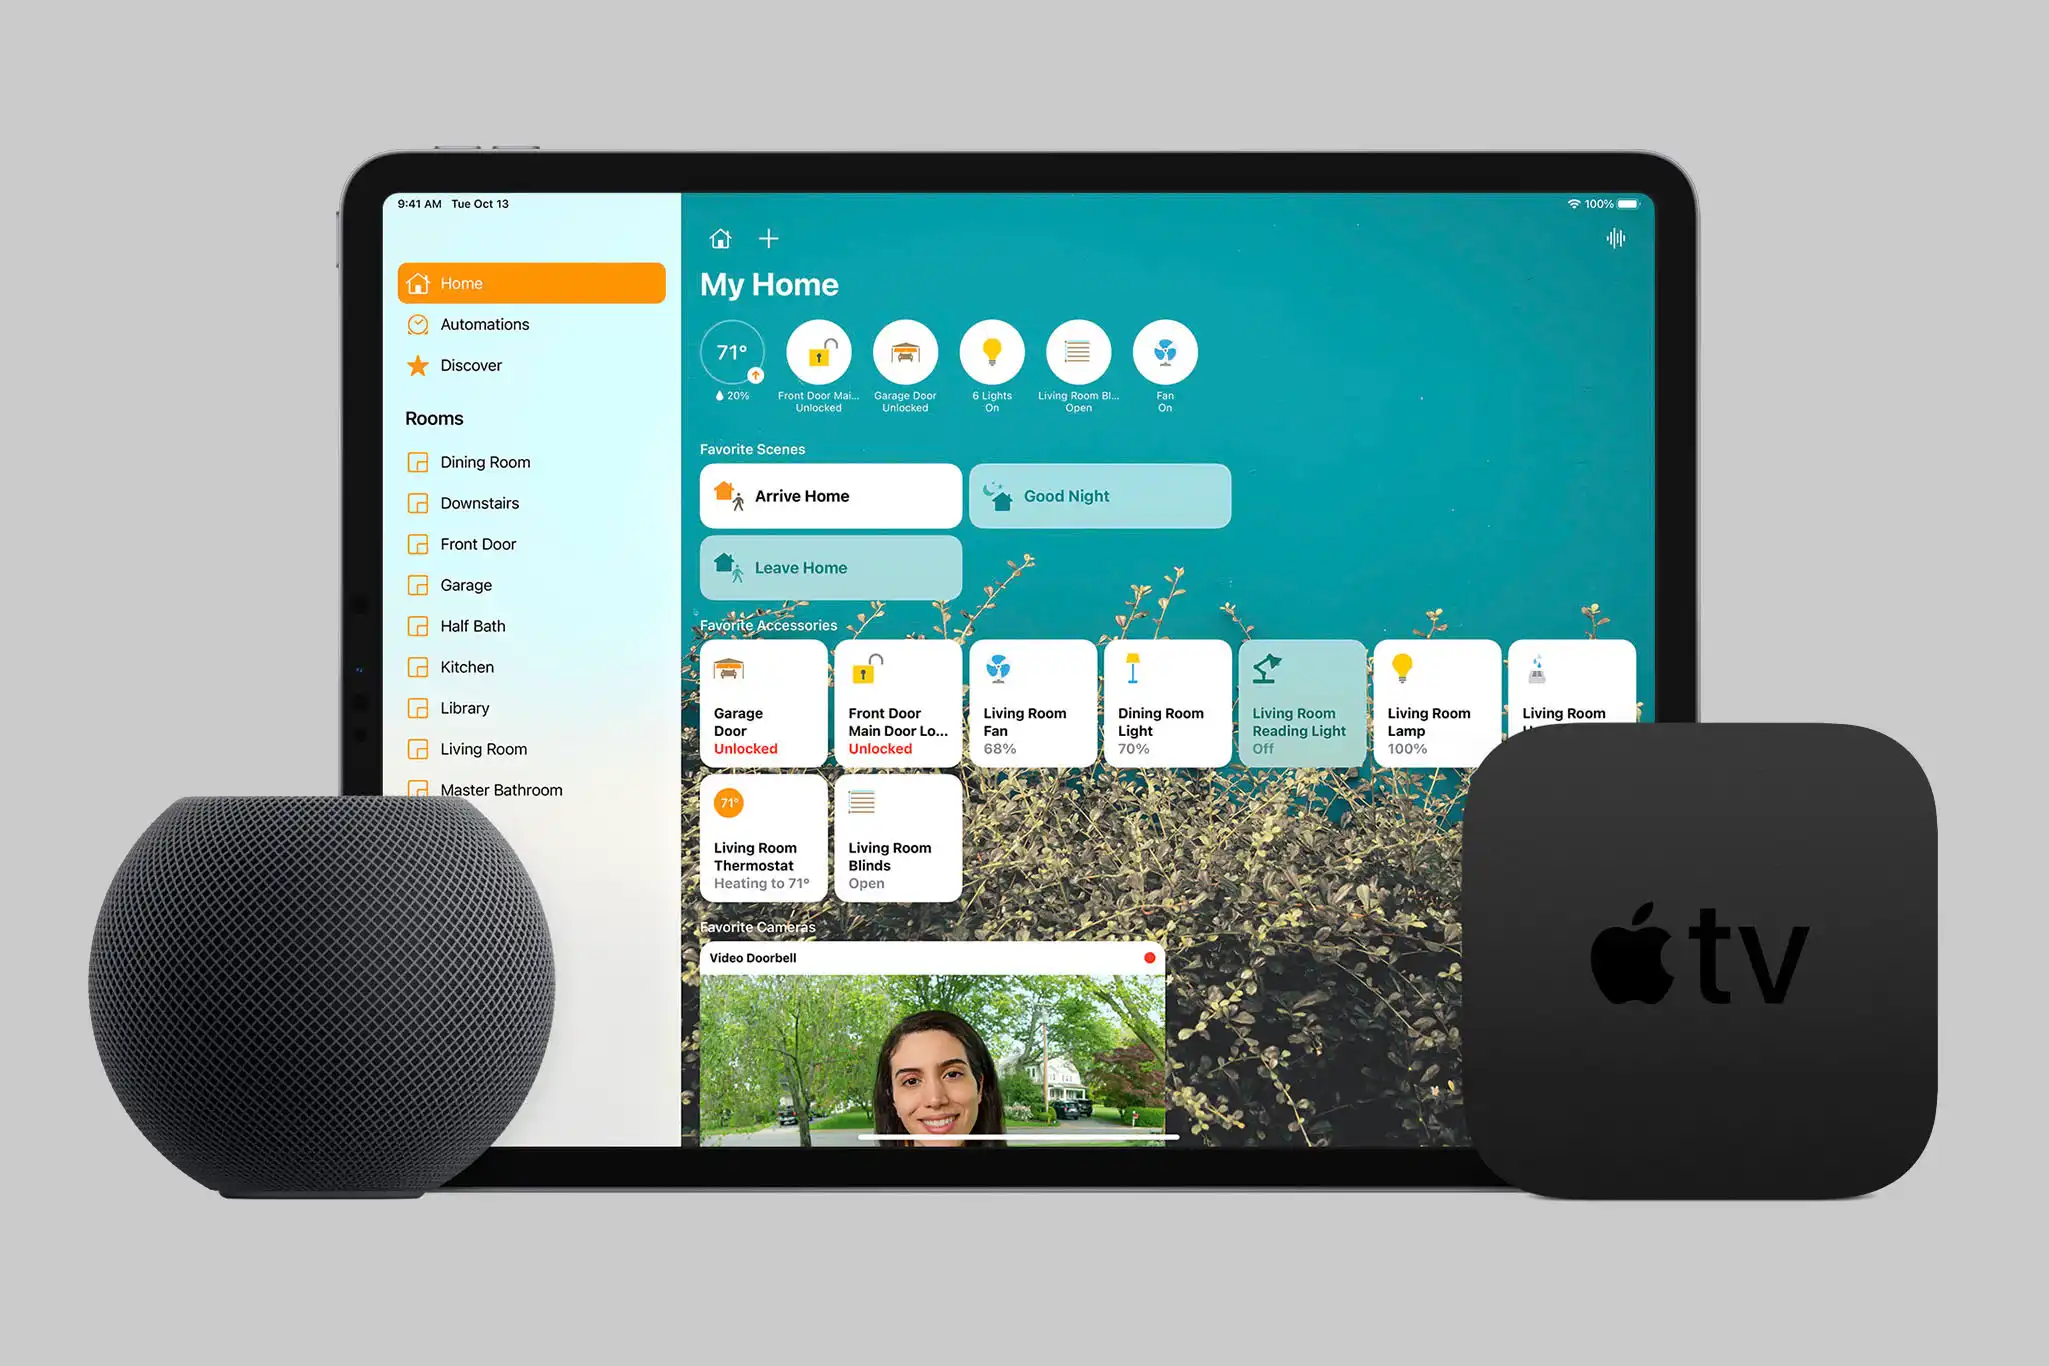 9:41 AM Tue Oct 13
100%
Home
Automations
Discover
Rooms
Dining Room
Downstairs
Front Door
Garage
Half Bath
Kitchen
Library
Living Room
Master Bathroom
My Home
71°
20%
Front Door Mai...
Unlocked
Garage Door
Unlocked
6 Lights
On
Living Room Bl...
Open
Fan
On
Favorite Scenes
Arrive Home
Good Night
Leave Home
Favorite Accessories
Garage
Door
Unlocked
Front Door
Main Door Lo...
Unlocked
Living Room
Fan
68%
Dining Room
Light
70%
Living Room
Reading Light
Off
Living Room
Lamp
100%
Living Room
71°
Living Room
Thermostat
Heating to 71°
Living Room
Blinds
Open
Favorite Cameras
Video Doorbell
tv